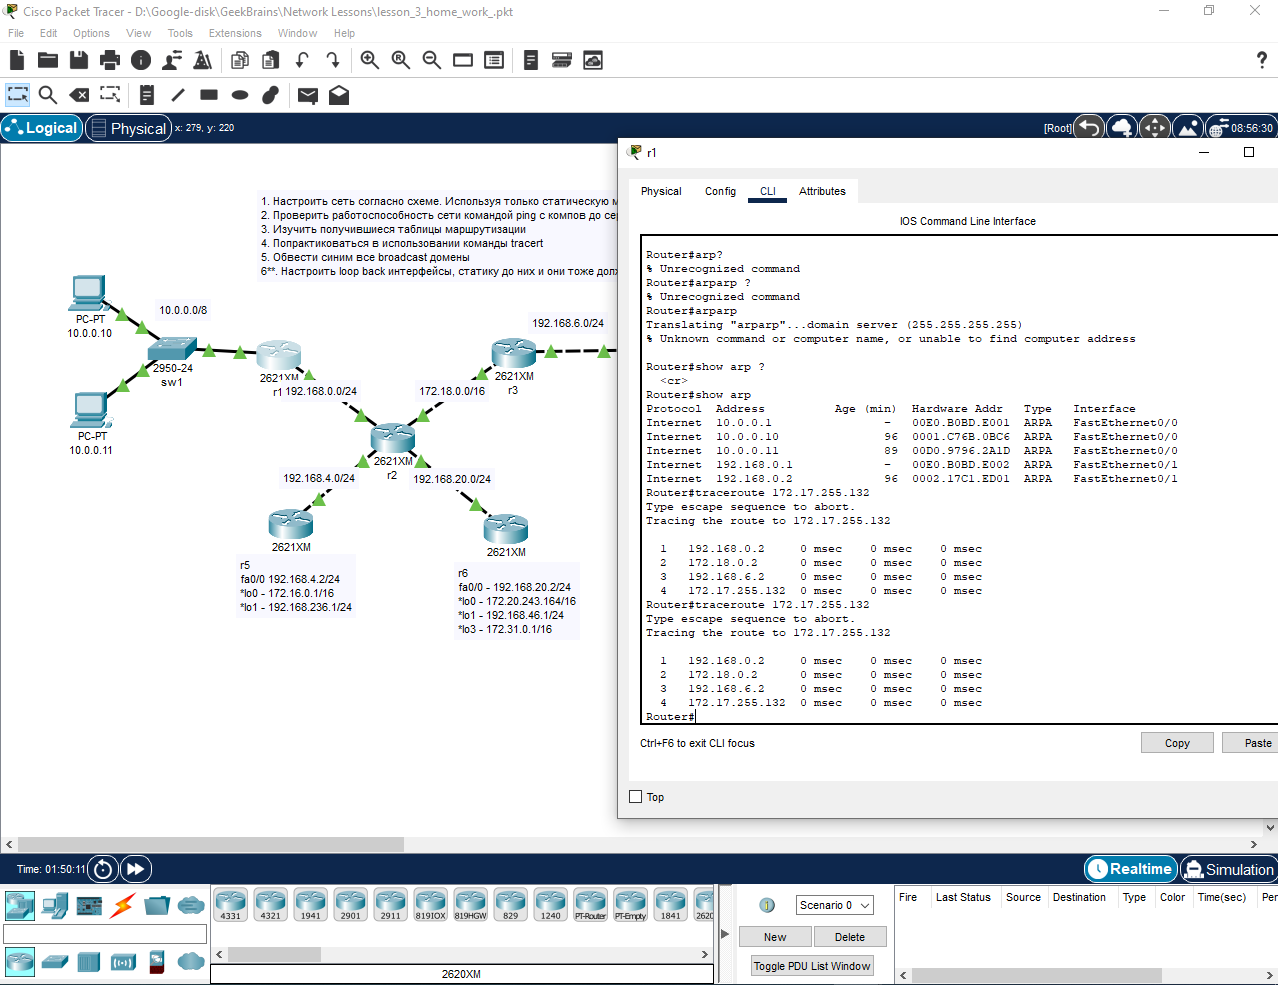 Cisco Packet Tracer - D:\Google-disk\GeekBrains\Network Lessons\lesson_3_home_work_.pkt
File Edit Options View Tools Extensions Window Help
Logical Physical x: 279, y: 220 [Root] 08:56:30
1. Настроить сеть согласно схеме. Используя только статическую м
2. Проверить работоспособность сети командой ping с компов до се
3. Изучить получившиеся таблицы маршрутизации
4. Попрактиковаться в использовании команды tracert
5. Обвести синим все broadcast домены
6**. Настроить loop back интерфейсы, статику до них и они тоже дол
10.0.0.0/8
PC-PT
10.0.0.10
2950-24
sw1
PC-PT
10.0.0.11
2621XM
r1
192.168.0.0/24
192.168.6.0/24
2621XM
r3
172.18.0.0/16
2621XM
r2
192.168.4.0/24
192.168.20.0/24
2621XM
r5
fa0/0 192.168.4.2/24
*lo0 - 172.16.0.1/16
*lo1 - 192.168.236.1/24
2621XM
r6
fa0/0 - 192.168.20.2/24
*lo0 - 172.20.243.164/16
*lo1 - 192.168.46.1/24
*lo3 - 172.31.0.1/16
r1
Physical Config CLI Attributes
IOS Command Line Interface
Router#arp?
% Unrecognized command
Router#arparp ?
% Unrecognized command
Router#arparp
Translating "arparp"...domain server (255.255.255.255)
% Unknown command or computer name, or unable to find computer address
Router#show arp ?
<cr>
Router#show arp
Protocol Address Age (min) Hardware Addr Type Interface
Internet 10.0.0.1 - 00E0.B0BD.E001 ARPA FastEthernet0/0
Internet 10.0.0.10 96 0001.C76B.0BC6 ARPA FastEthernet0/0
Internet 10.0.0.11 89 00D0.9796.2A1D ARPA FastEthernet0/0
Internet 192.168.0.1 - 00E0.B0BD.E002 ARPA FastEthernet0/1
Internet 192.168.0.2 96 0002.17C1.ED01 ARPA FastEthernet0/1
Router#traceroute 172.17.255.132
Type escape sequence to abort.
Tracing the route to 172.17.255.132
1 192.168.0.2 0 msec 0 msec 0 msec
2 172.18.0.2 0 msec 0 msec 0 msec
3 192.168.6.2 0 msec 0 msec 0 msec
4 172.17.255.132 0 msec 0 msec 0 msec
Router#traceroute 172.17.255.132
Type escape sequence to abort.
Tracing the route to 172.17.255.132
1 192.168.0.2 0 msec 0 msec 0 msec
2 172.18.0.2 0 msec 0 msec 0 msec
3 192.168.6.2 0 msec 0 msec 0 msec
4 172.17.255.132 0 msec 0 msec 0 msec
Router#
Ctrl+F6 to exit CLI focus
Copy Paste
Top
Time: 01:50:11
Realtime Simulation
4331 4321 1941 2901 2911 819IOX 819HGW 829 1240 PT-Router PT-Empty 1841 2620
2620XM
Scenario 0
New Delete
Toggle PDU List Window
Fire Last Status Source Destination Type Color Time(sec) Per